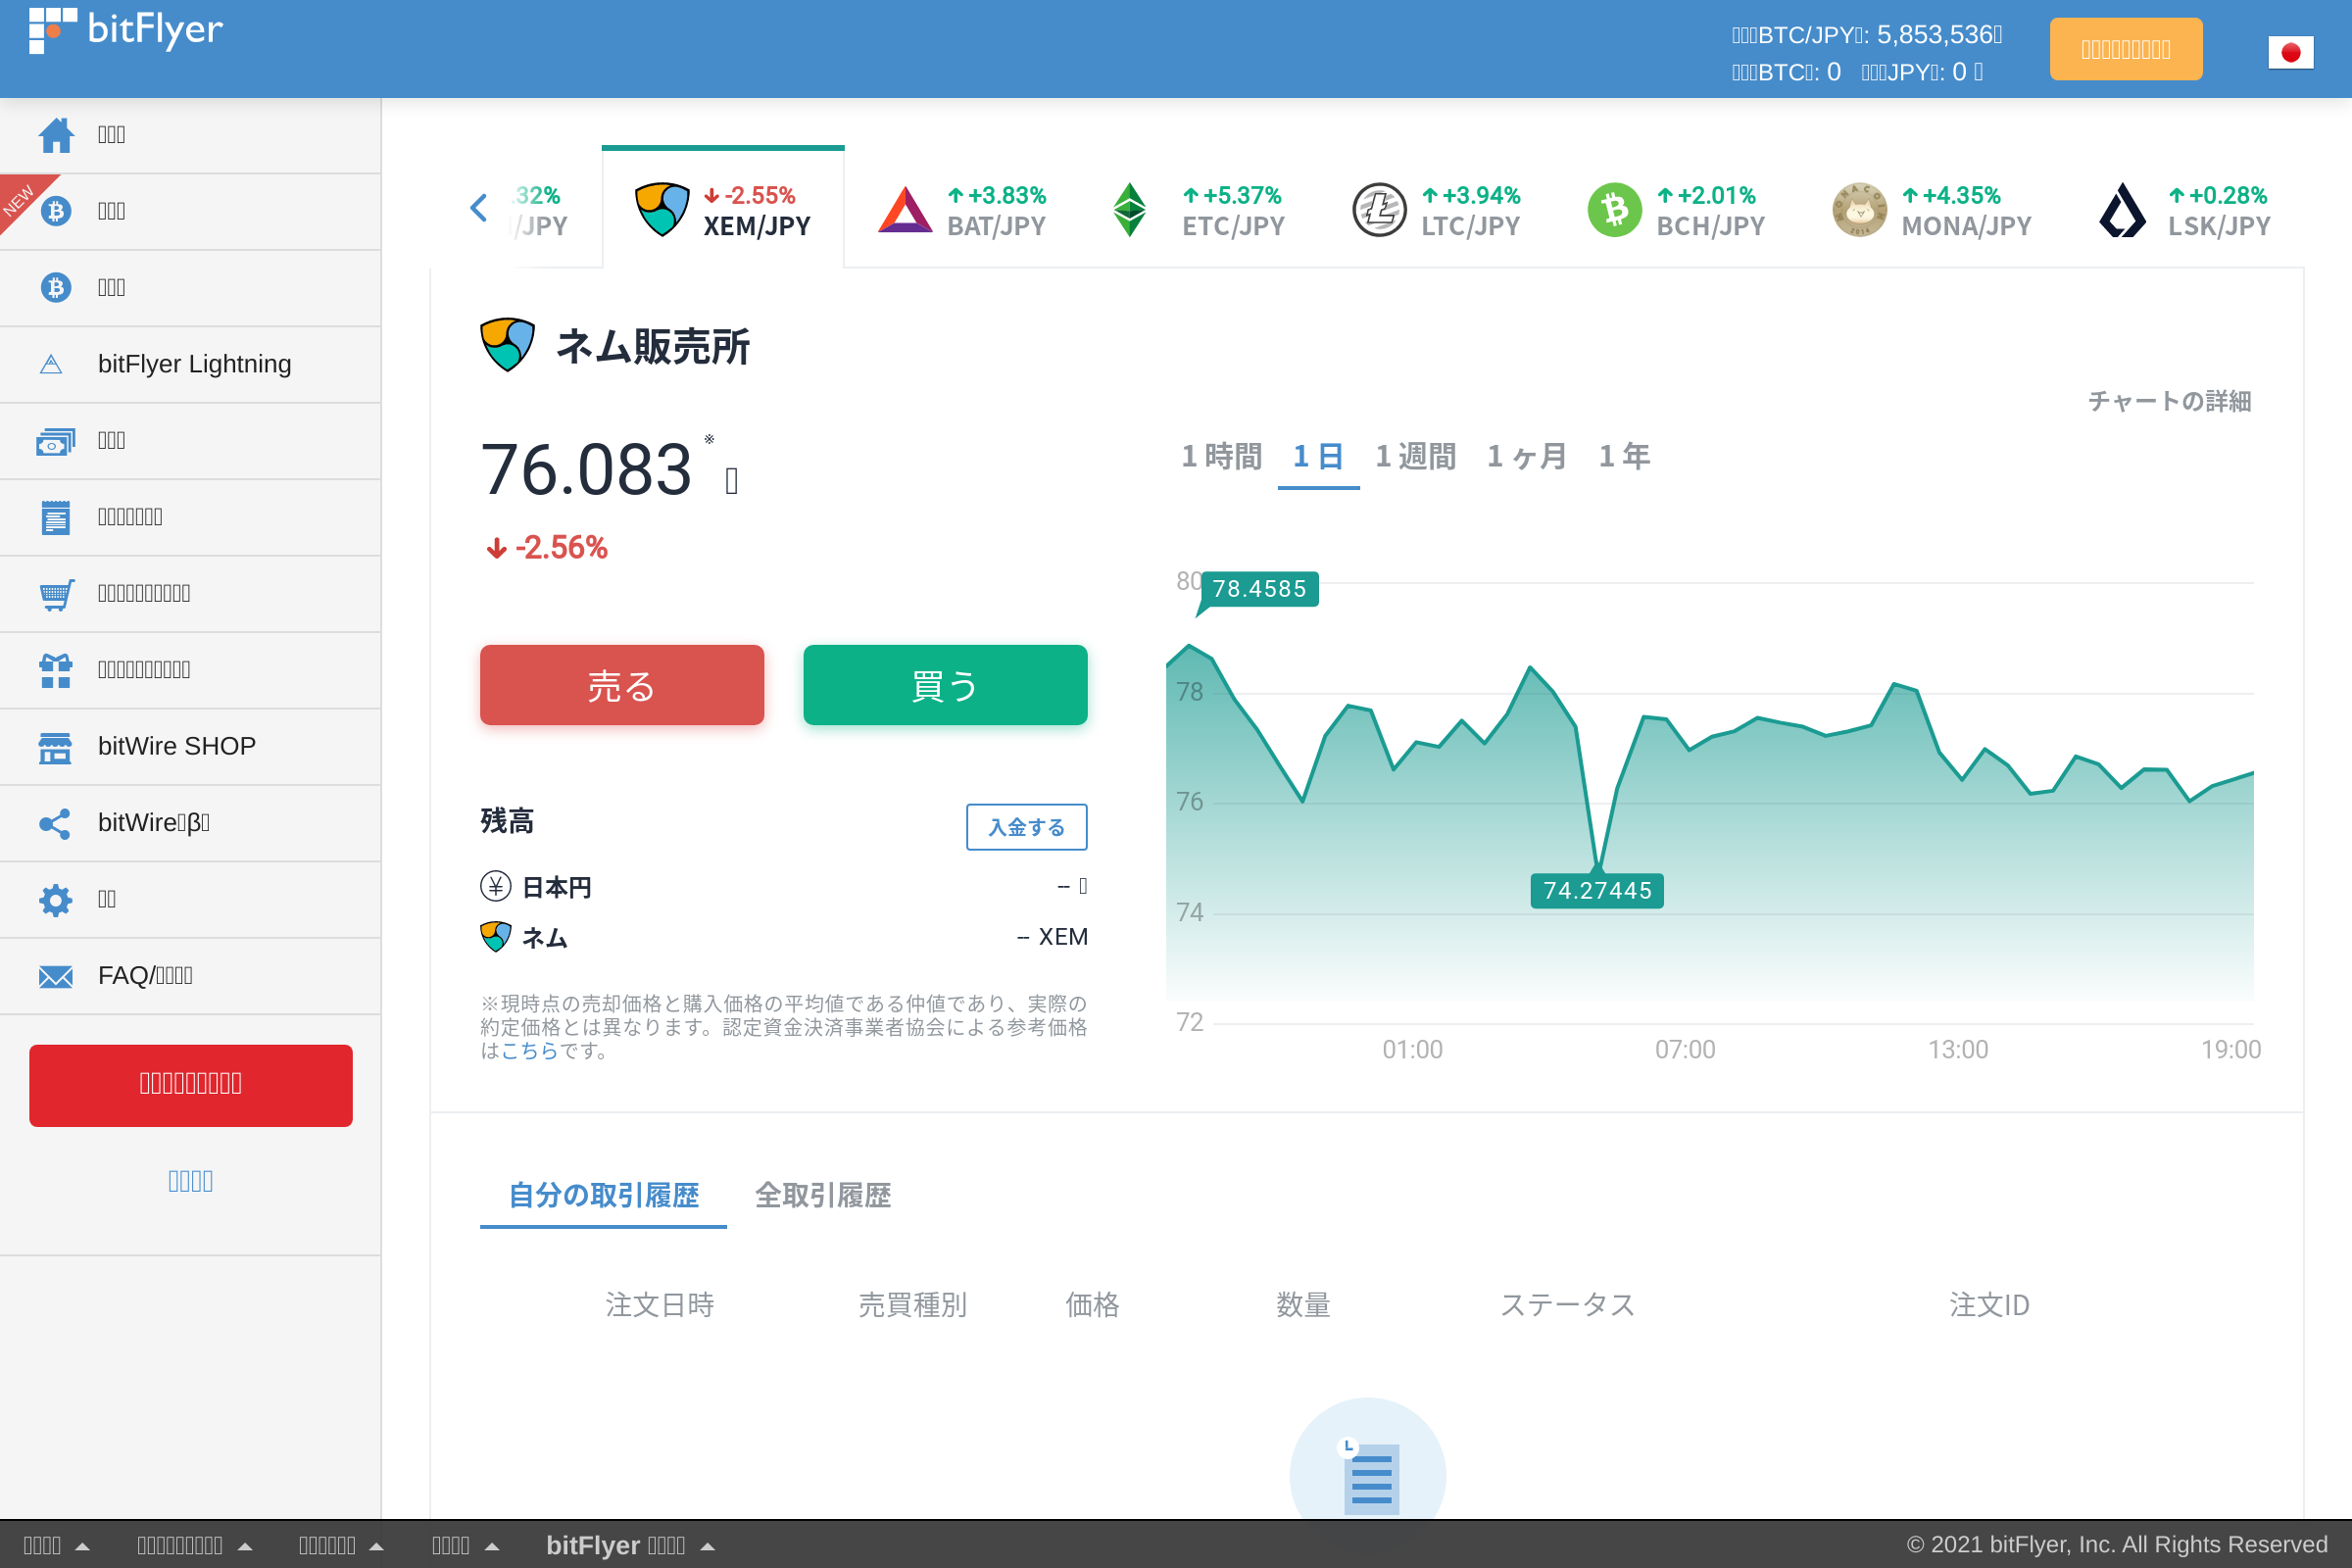 bitFlyer
BTC/JPY: 5,853,536
BTC: 0 JPY: 0
NEW
bitFlyer Lightning
bitWire SHOP
bitWire β
FAQ/
.32%
/JPY
-2.55%
XEM/JPY
+3.83%
BAT/JPY
+5.37%
ETC/JPY
+3.94%
LTC/JPY
+2.01%
BCH/JPY
+4.35%
MONA/JPY
+0.28%
LSK/JPY
ネム販売所
チャートの詳細
76.083 ※
-2.56%
1 時間 1 日 1 週間 1 ヶ月 1 年
売る 買う
残高 入金する
日本円 --
ネム -- XEM
※現時点の売却価格と購入価格の平均値である仲値であり、実際の
約定価格とは異なります。認定資金決済事業者協会による参考価格
はこちらです。
80
78.4585
78
76
74.27445
74
72
01:00 07:00 13:00 19:00
自分の取引履歴 全取引履歴
注文日時 売買種別 価格 数量 ステータス 注文ID
bitFlyer
© 2021 bitFlyer, Inc. All Rights Reserved